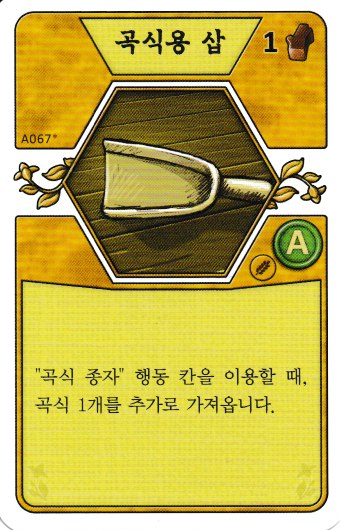 곡식용 삽
1
A067*
A
"곡식 종자" 행동 칸을 이용할 때,
곡식 1개를 추가로 가져옵니다.